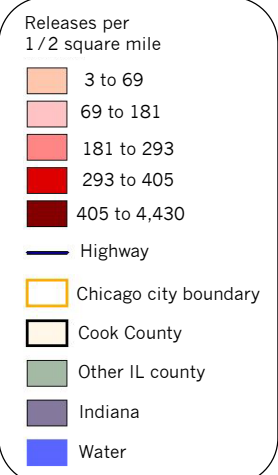 Releases per
1/2 square mile
3 to 69
69 to 181
181 to 293
293 to 405
405 to 4,430
Highway
Chicago city boundary
Cook County
Other IL county
Indiana
Water